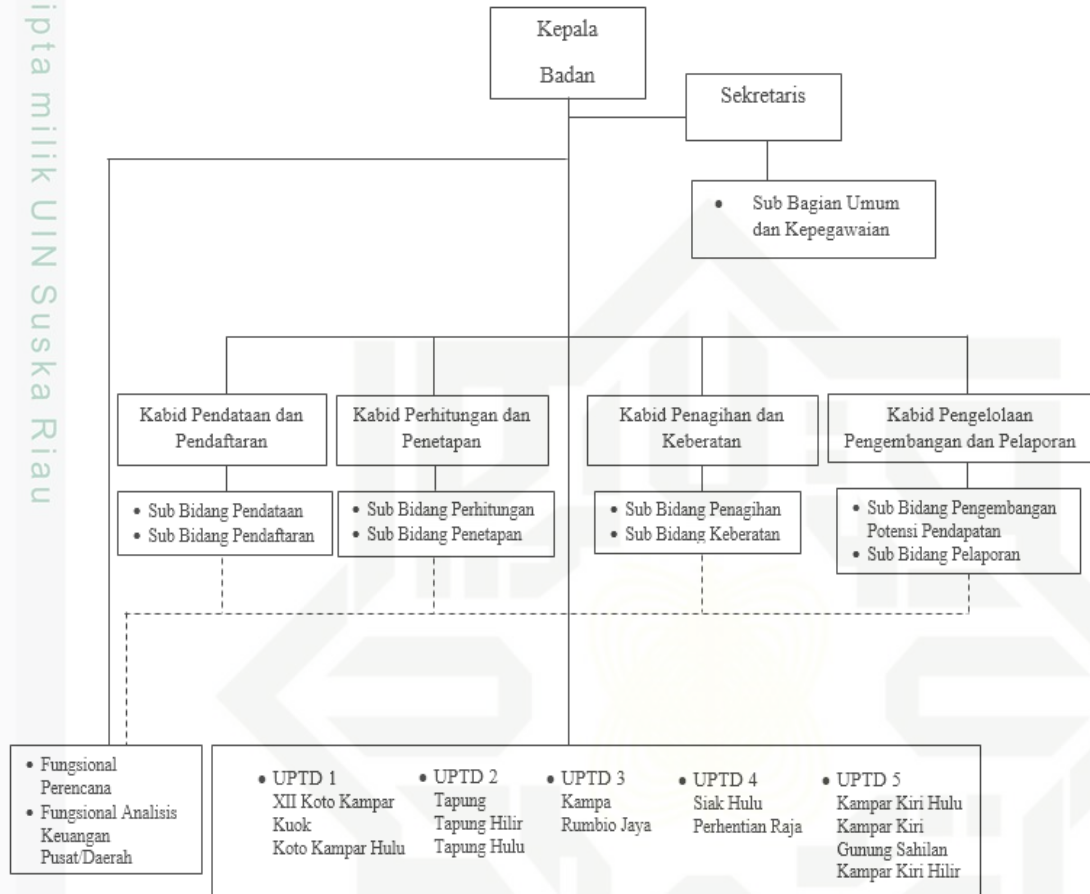 ipta milik UIN Suska Riau
Kepala
Badan
Sekretaris
• Sub Bagian Umum
dan Kepegawaian
Kabid Pendataan dan
Pendaftaran
Kabid Perhitungan dan
Penetapan
Kabid Penagihan dan
Keberatan
Kabid Pengelolaan
Pengembangan dan Pelaporan
• Sub Bidang Pendataan
• Sub Bidang Pendaftaran
• Sub Bidang Perhitungan
• Sub Bidang Penetapan
• Sub Bidang Penagihan
• Sub Bidang Keberatan
• Sub Bidang Pengembangan
Potensi Pendapatan
• Sub Bidang Pelaporan
• Fungsional
Perencana
• Fungsional Analisis
Keuangan
Pusat/Daerah
• UPTD 1
XII Koto Kampar
Kuok
Koto Kampar Hulu
• UPTD 2
Tapung
Tapung Hilir
Tapung Hulu
• UPTD 3
Kampa
Rumbio Jaya
• UPTD 4
Siak Hulu
Perhentian Raja
• UPTD 5
Kampar Kiri Hulu
Kampar Kiri
Gunung Sahilan
Kampar Kiri Hilir